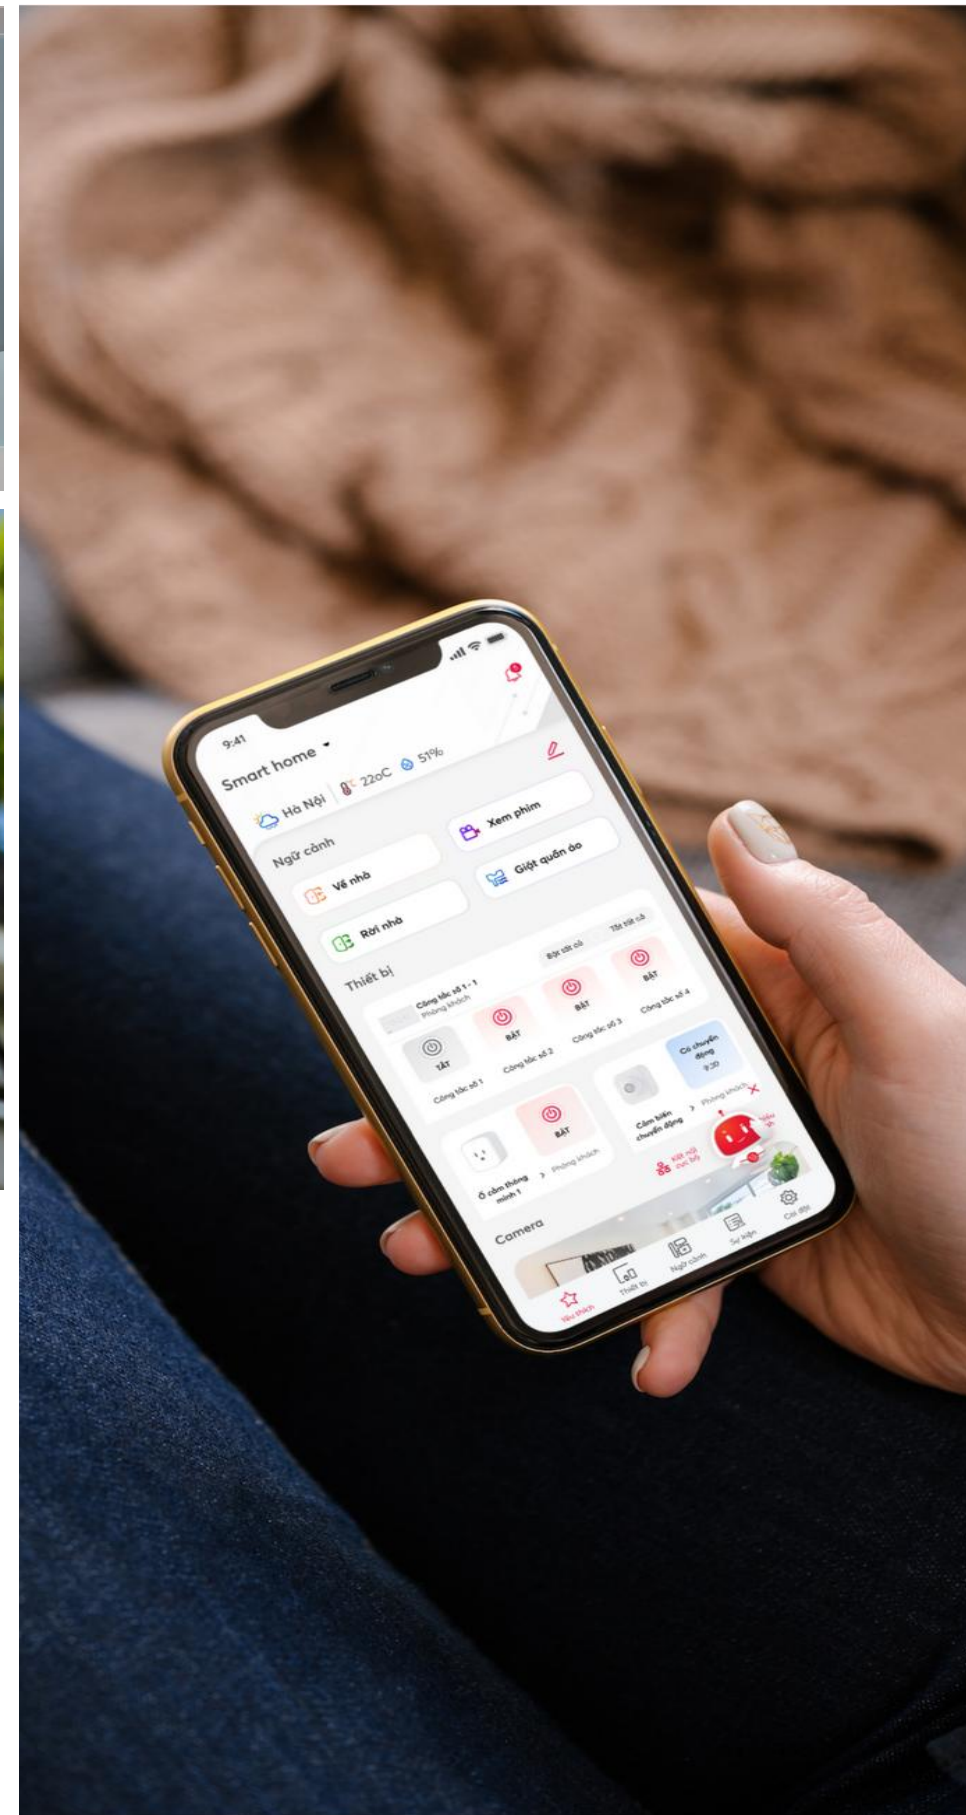 9:41
Smart home
Hà Nội 22oC 51%
Ngữ cảnh
Về nhà
Xem phim
Rời nhà
Giặt quần áo
Thiết bị
Công tắc số 1 - 1
Phòng khách
Bật tất cả
Tắt tất cả
TẮT
BẬT
BẬT
BẬT
Công tắc số 1
Công tắc số 2
Công tắc số 3
Công tắc số 4
BẬT
Ổ cắm thông
minh 1
Phòng khách
Có chuyển
động
Cảm biến
chuyển động
Phòng khách
Kết nối
cục bộ
Camera
Yêu thích
Thiết bị
Ngữ cảnh
Sự kiện
Cài đặt